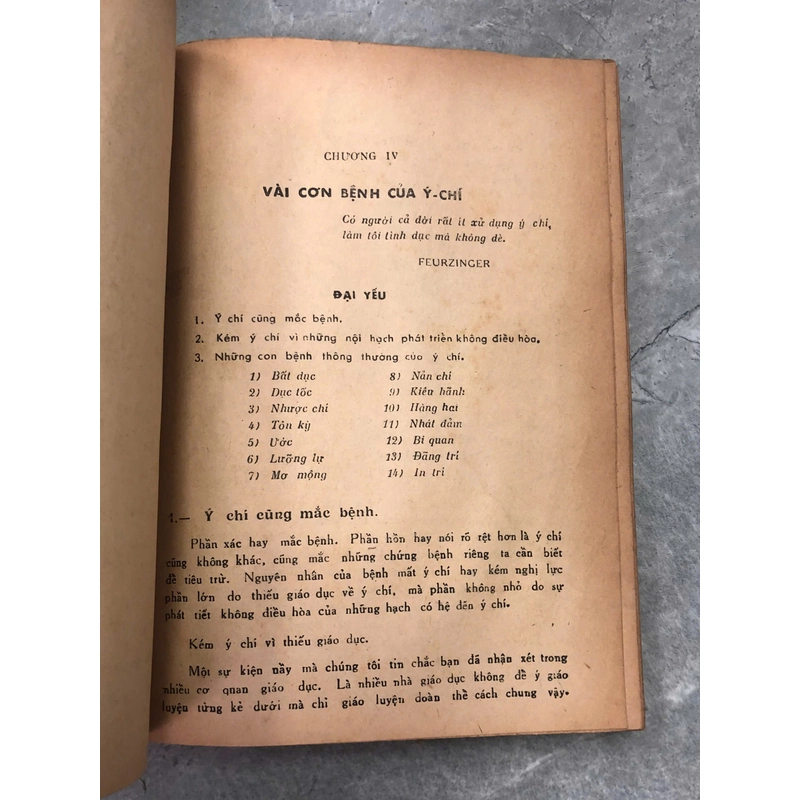 CHƯƠNG IV
VÀI CƠN BỆNH CỦA Ý-CHÍ
Có người cả đời rất ít xử dụng ý chí,
làm tôi tình dục mà không dè.
FEURZINGER
ĐẠI YẾU
1. Ý chí cũng mắc bệnh.
2. Kém ý chí vì những nội hạch phát triển không điều hòa.
3. Những con bệnh thông thường của ý chí.
1) Bất dục
2) Dục tốc
3) Nhược chí
4) Tôn kỳ
5) Ước
6) Lưỡng lự
7) Mơ mộng
8) Nản chí
9) Kiêu hãnh
10) Hàng hai
11) Nhát đảm
12) Bi quan
13) Đãng trí
14) In trí
1.— Ý chí cũng mắc bệnh.
Phần xác hay mắc bệnh. Phần hồn hay nói rõ rệt hơn là ý chí
cũng không khác, cũng mắc những chứng bệnh riêng ta cần biết
để tiêu trừ. Nguyên nhân của bệnh mất ý chí hay kém nghị lực
phần lớn do thiếu giáo dục về ý chí, mà phần không nhỏ do sự
phát tiết không điều hòa của những hạch có hệ đến ý chí.
Kém ý chí vì thiếu giáo dục.
Một sự kiện nầy mà chúng tôi tin chắc bạn đã nhận xét trong
nhiều cơ quan giáo dục. Là nhiều nhà giáo dục không để ý giáo
luyện từng kẻ dưới mà chỉ giáo luyện đoàn thể cách chung vậy.